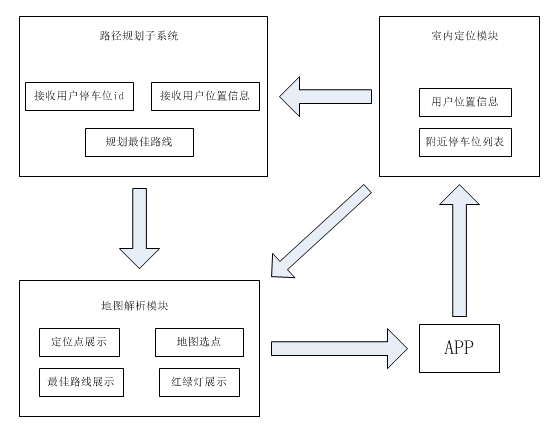 路径规划子系统
接收用户停车位id
接收用户位置信息
规划最佳路线
室内定位模块
用户位置信息
附近停车位列表
地图解析模块
定位点展示
地图选点
最佳路线展示
红绿灯展示
APP